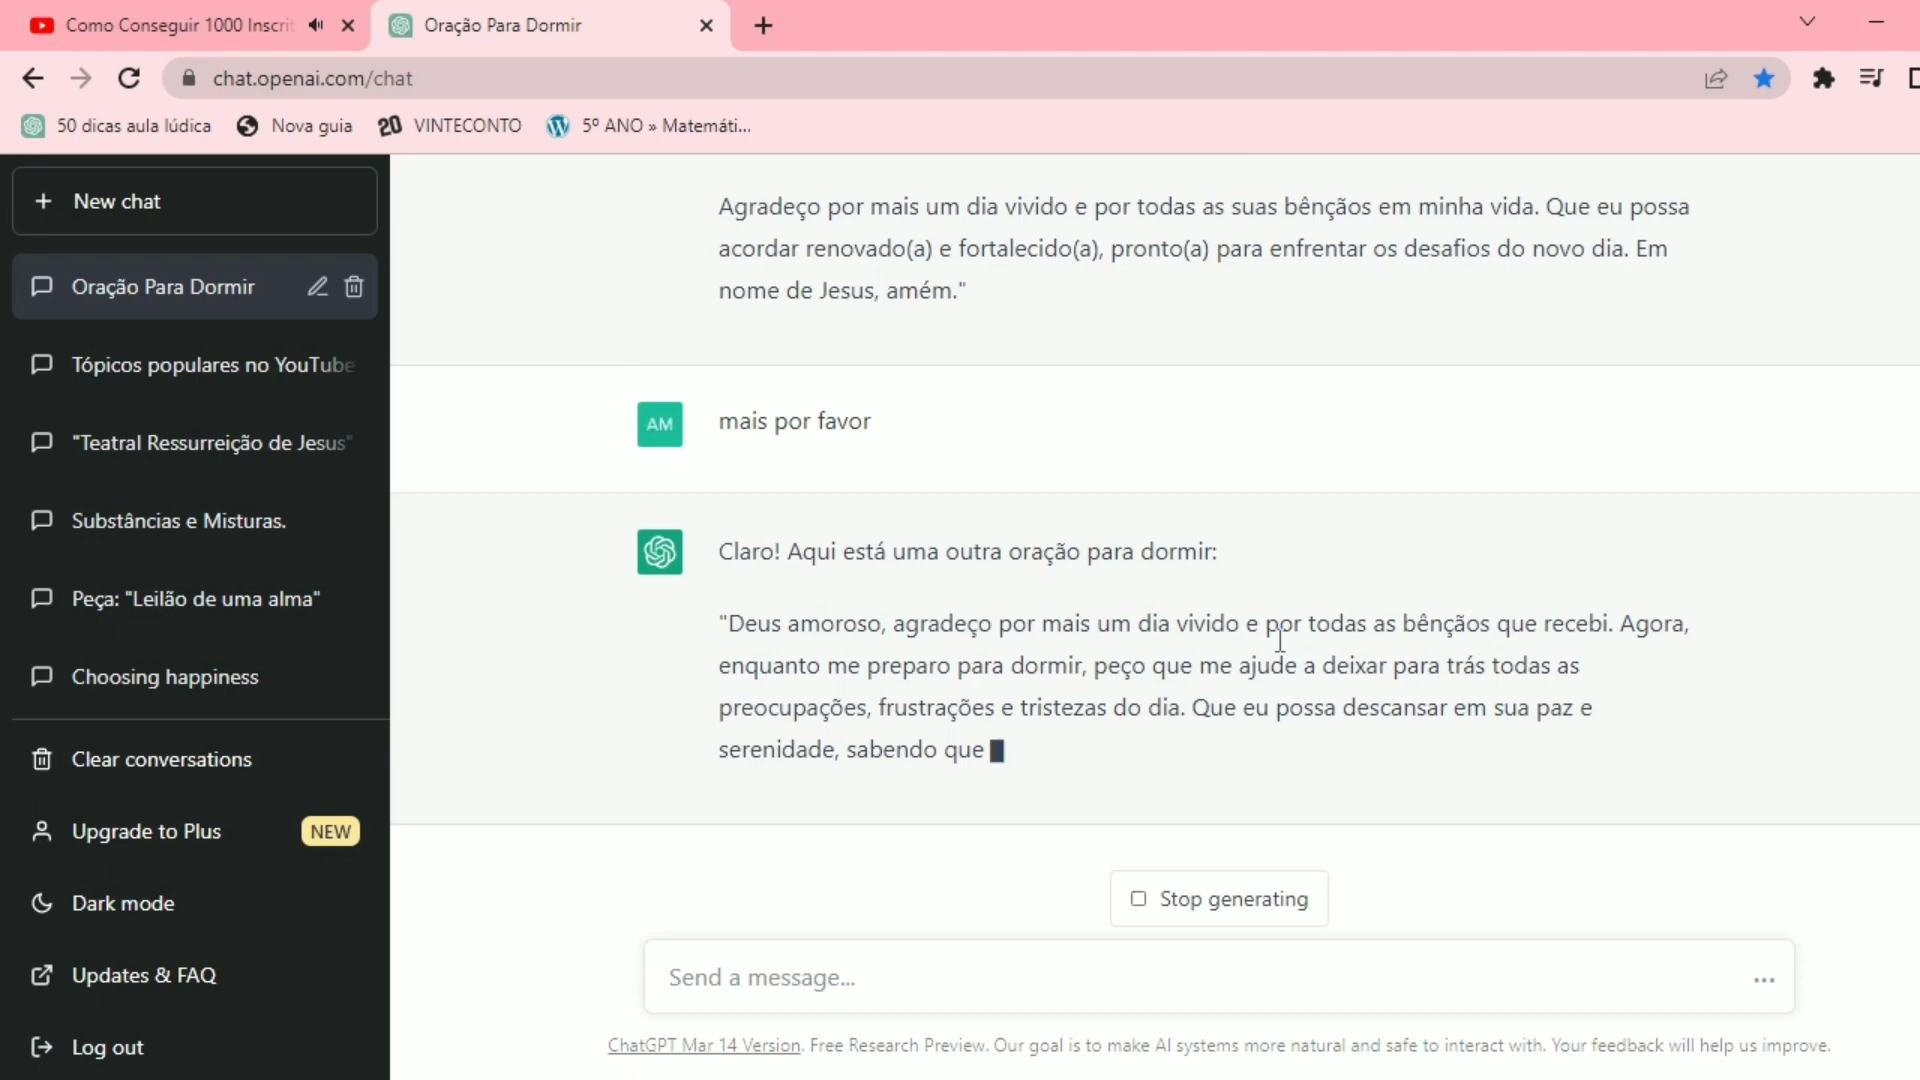 Como Conseguir 1000 Inscrit
Oração Para Dormir
chat.openai.com/chat
50 dicas aula lúdica
Nova guia
20 VINTECONTO
5º ANO » Matemáti...
New chat
Oração Para Dormir
Tópicos populares no YouTube
"Teatral Ressurreição de Jesus"
Substâncias e Misturas.
Peça: "Leilão de uma alma"
Choosing happiness
Clear conversations
Upgrade to Plus NEW
Dark mode
Updates & FAQ
Log out
Agradeço por mais um dia vivido e por todas as suas bênçãos em minha vida. Que eu possa
acordar renovado(a) e fortalecido(a), pronto(a) para enfrentar os desafios do novo dia. Em
nome de Jesus, amém."
AM mais por favor
Claro! Aqui está uma outra oração para dormir:
"Deus amoroso, agradeço por mais um dia vivido e por todas as bênçãos que recebi. Agora,
enquanto me preparo para dormir, peço que me ajude a deixar para trás todas as
preocupações, frustrações e tristezas do dia. Que eu possa descansar em sua paz e
serenidade, sabendo que
Stop generating
Send a message...
ChatGPT Mar 14 Version. Free Research Preview. Our goal is to make AI systems more natural and safe to interact with. Your feedback will help us improve.